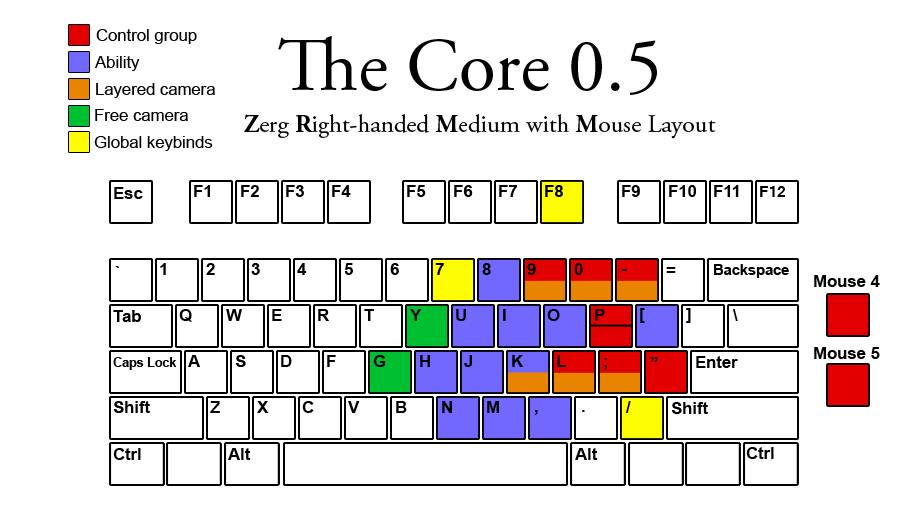 Control group
Ability
Layered camera
Free camera
Global keybinds
The Core 0.5
Zerg Right-handed Medium with Mouse Layout
Esc F1 F2 F3 F4 F5 F6 F7 F8 F9 F10 F11 F12
` 1 2 3 4 5 6 7 8 9 0 - = Backspace
Tab Q W E R T Y U I O P [ ] \
Caps Lock A S D F G H J K L ; " Enter
Shift Z X C V B N M , . / Shift
Ctrl Alt Alt Ctrl
Mouse 4
Mouse 5